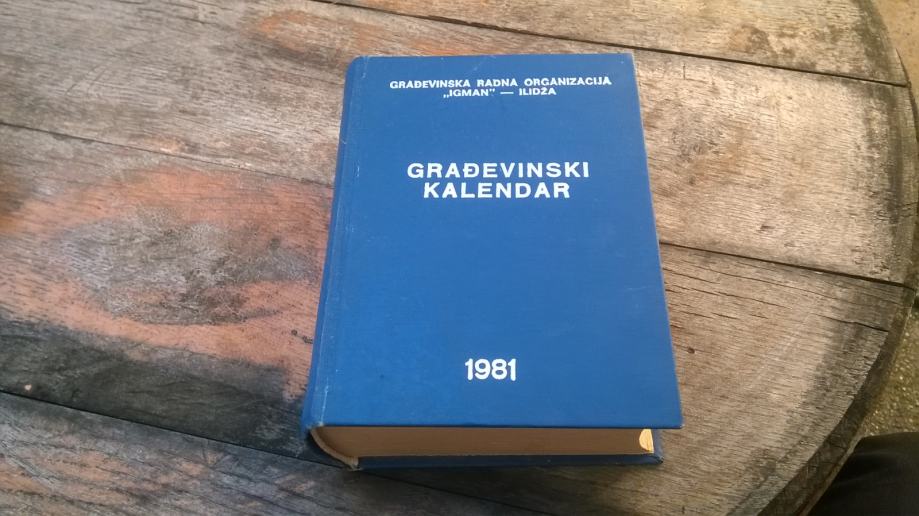 GRAĐEVINSKA RADNA ORGANIZACIJA
„IGMAN" — ILIDŽA
GRAĐEVINSKI
KALENDAR
1981